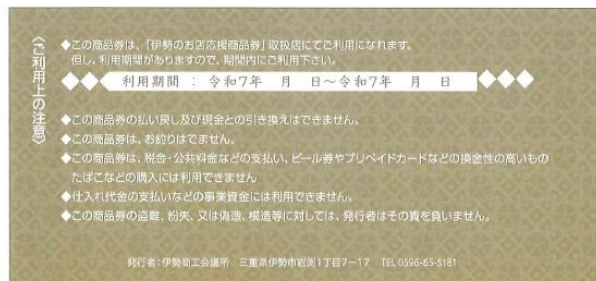 〈ご利用上の注意〉
◆この商品券は、「伊勢のお店応援商品券」取扱店にてご利用になれます。
但し、利用期間がありますので、期間内にご利用下さい。
利用期間 : 令和7年 月 日～令和7年 月 日
◆この商品券の払い戻し及び現金との引き換えはできません。
◆この商品券は、お釣りはでません。
◆この商品券は、税金・公共料金などの支払い、ビール券やプリペイドカードなどの換金性の高いもの
たばこなどの購入には利用できません
◆仕入れ代金の支払いなどの事業資金には利用できません。
◆この商品券の盗難、紛失、又は偽造、模造等に対しては、発行者はその責を負いません。
発行者:伊勢商工会議所 三重県伊勢市岩渕1丁目7－17 TEL 0596-65-5181